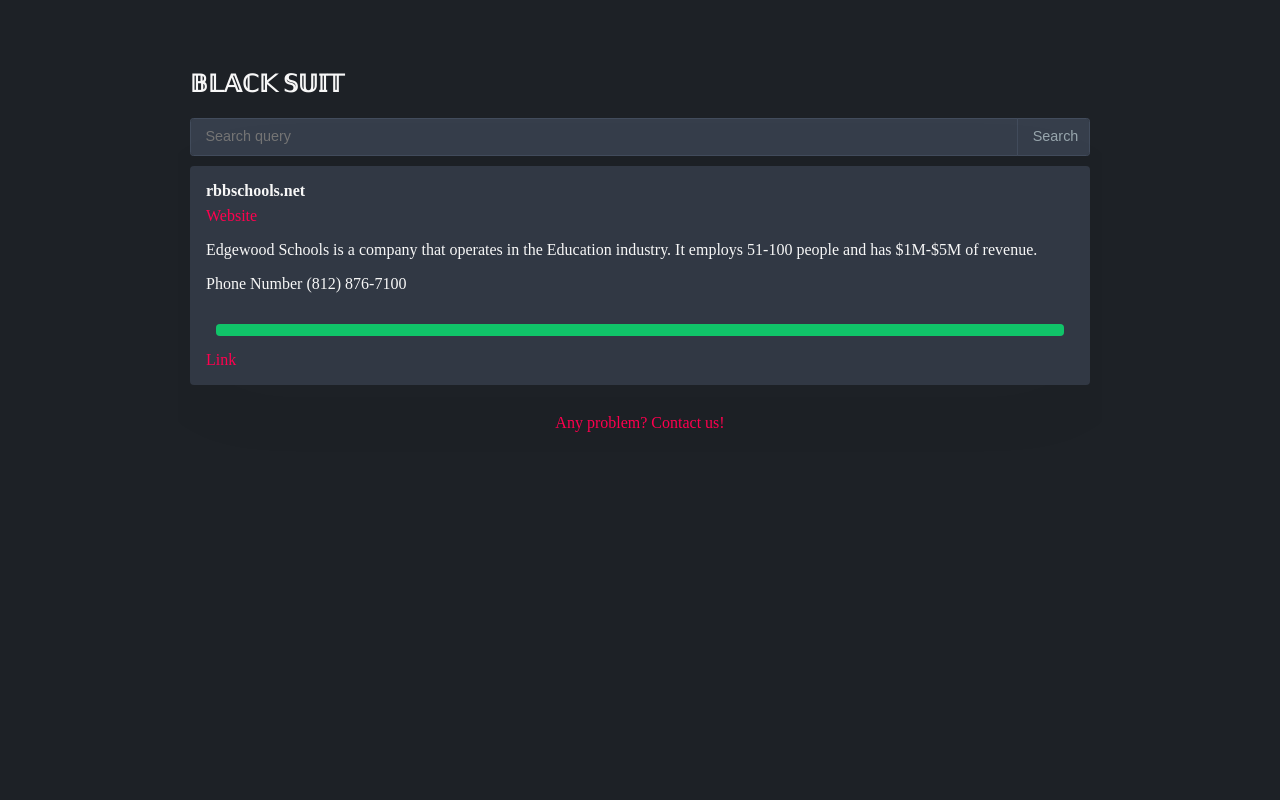 𝔹𝕃𝔸ℂ𝕂 𝕊𝕌𝕀𝕋
Search query
Search
rbbschools.net
Website
Edgewood Schools is a company that operates in the Education industry. It employs 51-100 people and has $1M-$5M of revenue.
Phone Number (812) 876-7100
Link
Any problem? Contact us!